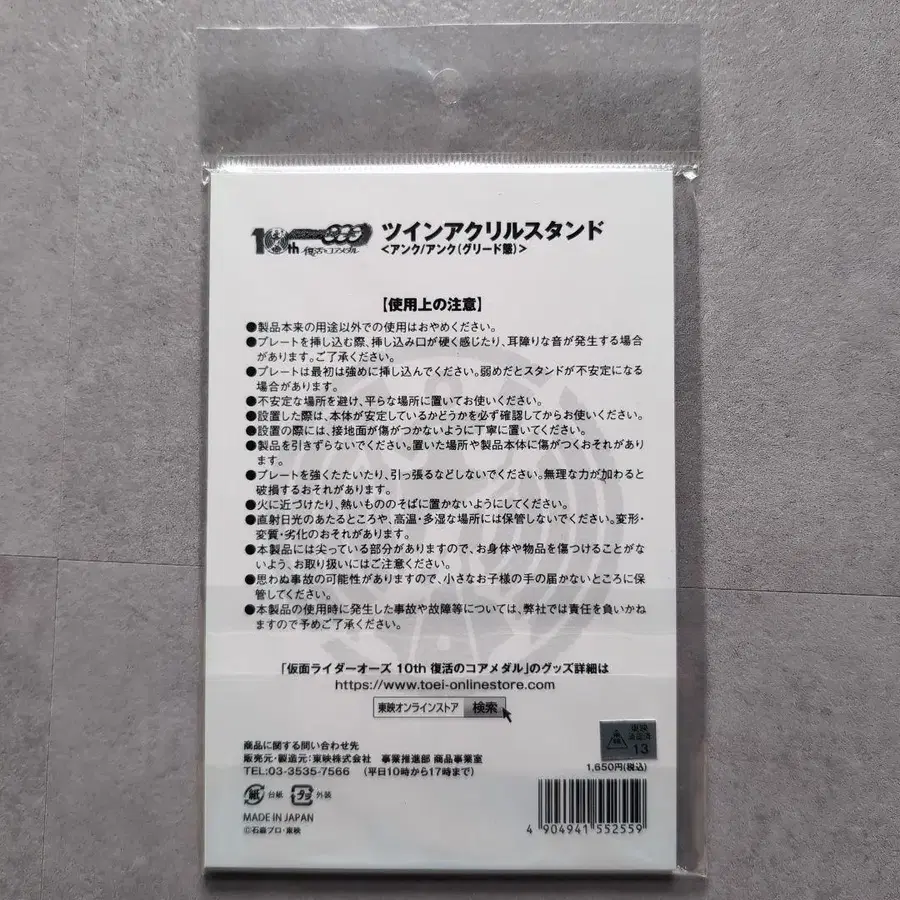 10th 復活のコアメダル
ツインアクリルスタンド
<アンク/アンク(グリード態)>
【使用上の注意】
●製品本来の用途以外での使用はおやめください。
●プレートを挿し込む際、挿し込み口が硬く感じたり、耳障りな音が発生する場合
があります。ご了承ください。
●プレートは最初は強めに挿し込んでください。弱めだとスタンドが不安定になる
場合があります。
●不安定な場所を避け、平らな場所に置いてお使いください。
●設置した際は、本体が安定しているかどうかを必ず確認してからお使いください。
●設置の際には、接地面が傷がつかないように丁寧に置いてください。
●製品を引きずらないでください。置いた場所や製品本体に傷がつくおそれがあり
ます。
●プレートを強くたたいたり、引っ張るなどしないでください。無理な力が加わると
破損するおそれがあります。
●火に近づけたり、熱いもののそばに置かないようにしてください。
●直射日光のあたるところや、高温・多湿な場所には保管しないでください。変形・
変質・劣化のおそれがあります。
●本製品には尖っている部分がありますので、お身体や物品を傷つけることがな
いよう、お取り扱いにはご注意ください。
●思わぬ事故の可能性がありますので、小さなお子様の手の届かないところに保
管してください。
●本製品の使用時に発生した事故や故障等については、弊社では責任を負いかね
ますので予めご了承ください。
「仮面ライダーオーズ 10th 復活のコアメダル」のグッズ詳細は
https://www.toei-onlinestore.com
東映オンラインストア 検索
東映
承認済
13
商品に関する問い合わせ先
販売元・製造元:東映株式会社 事業推進部 商品事業室
TEL:03-3535-7566 (平日10時から17時まで)
1,650円(税込)
紙 台紙 プラ 外装
MADE IN JAPAN
©石森プロ・東映
4 904941 552559